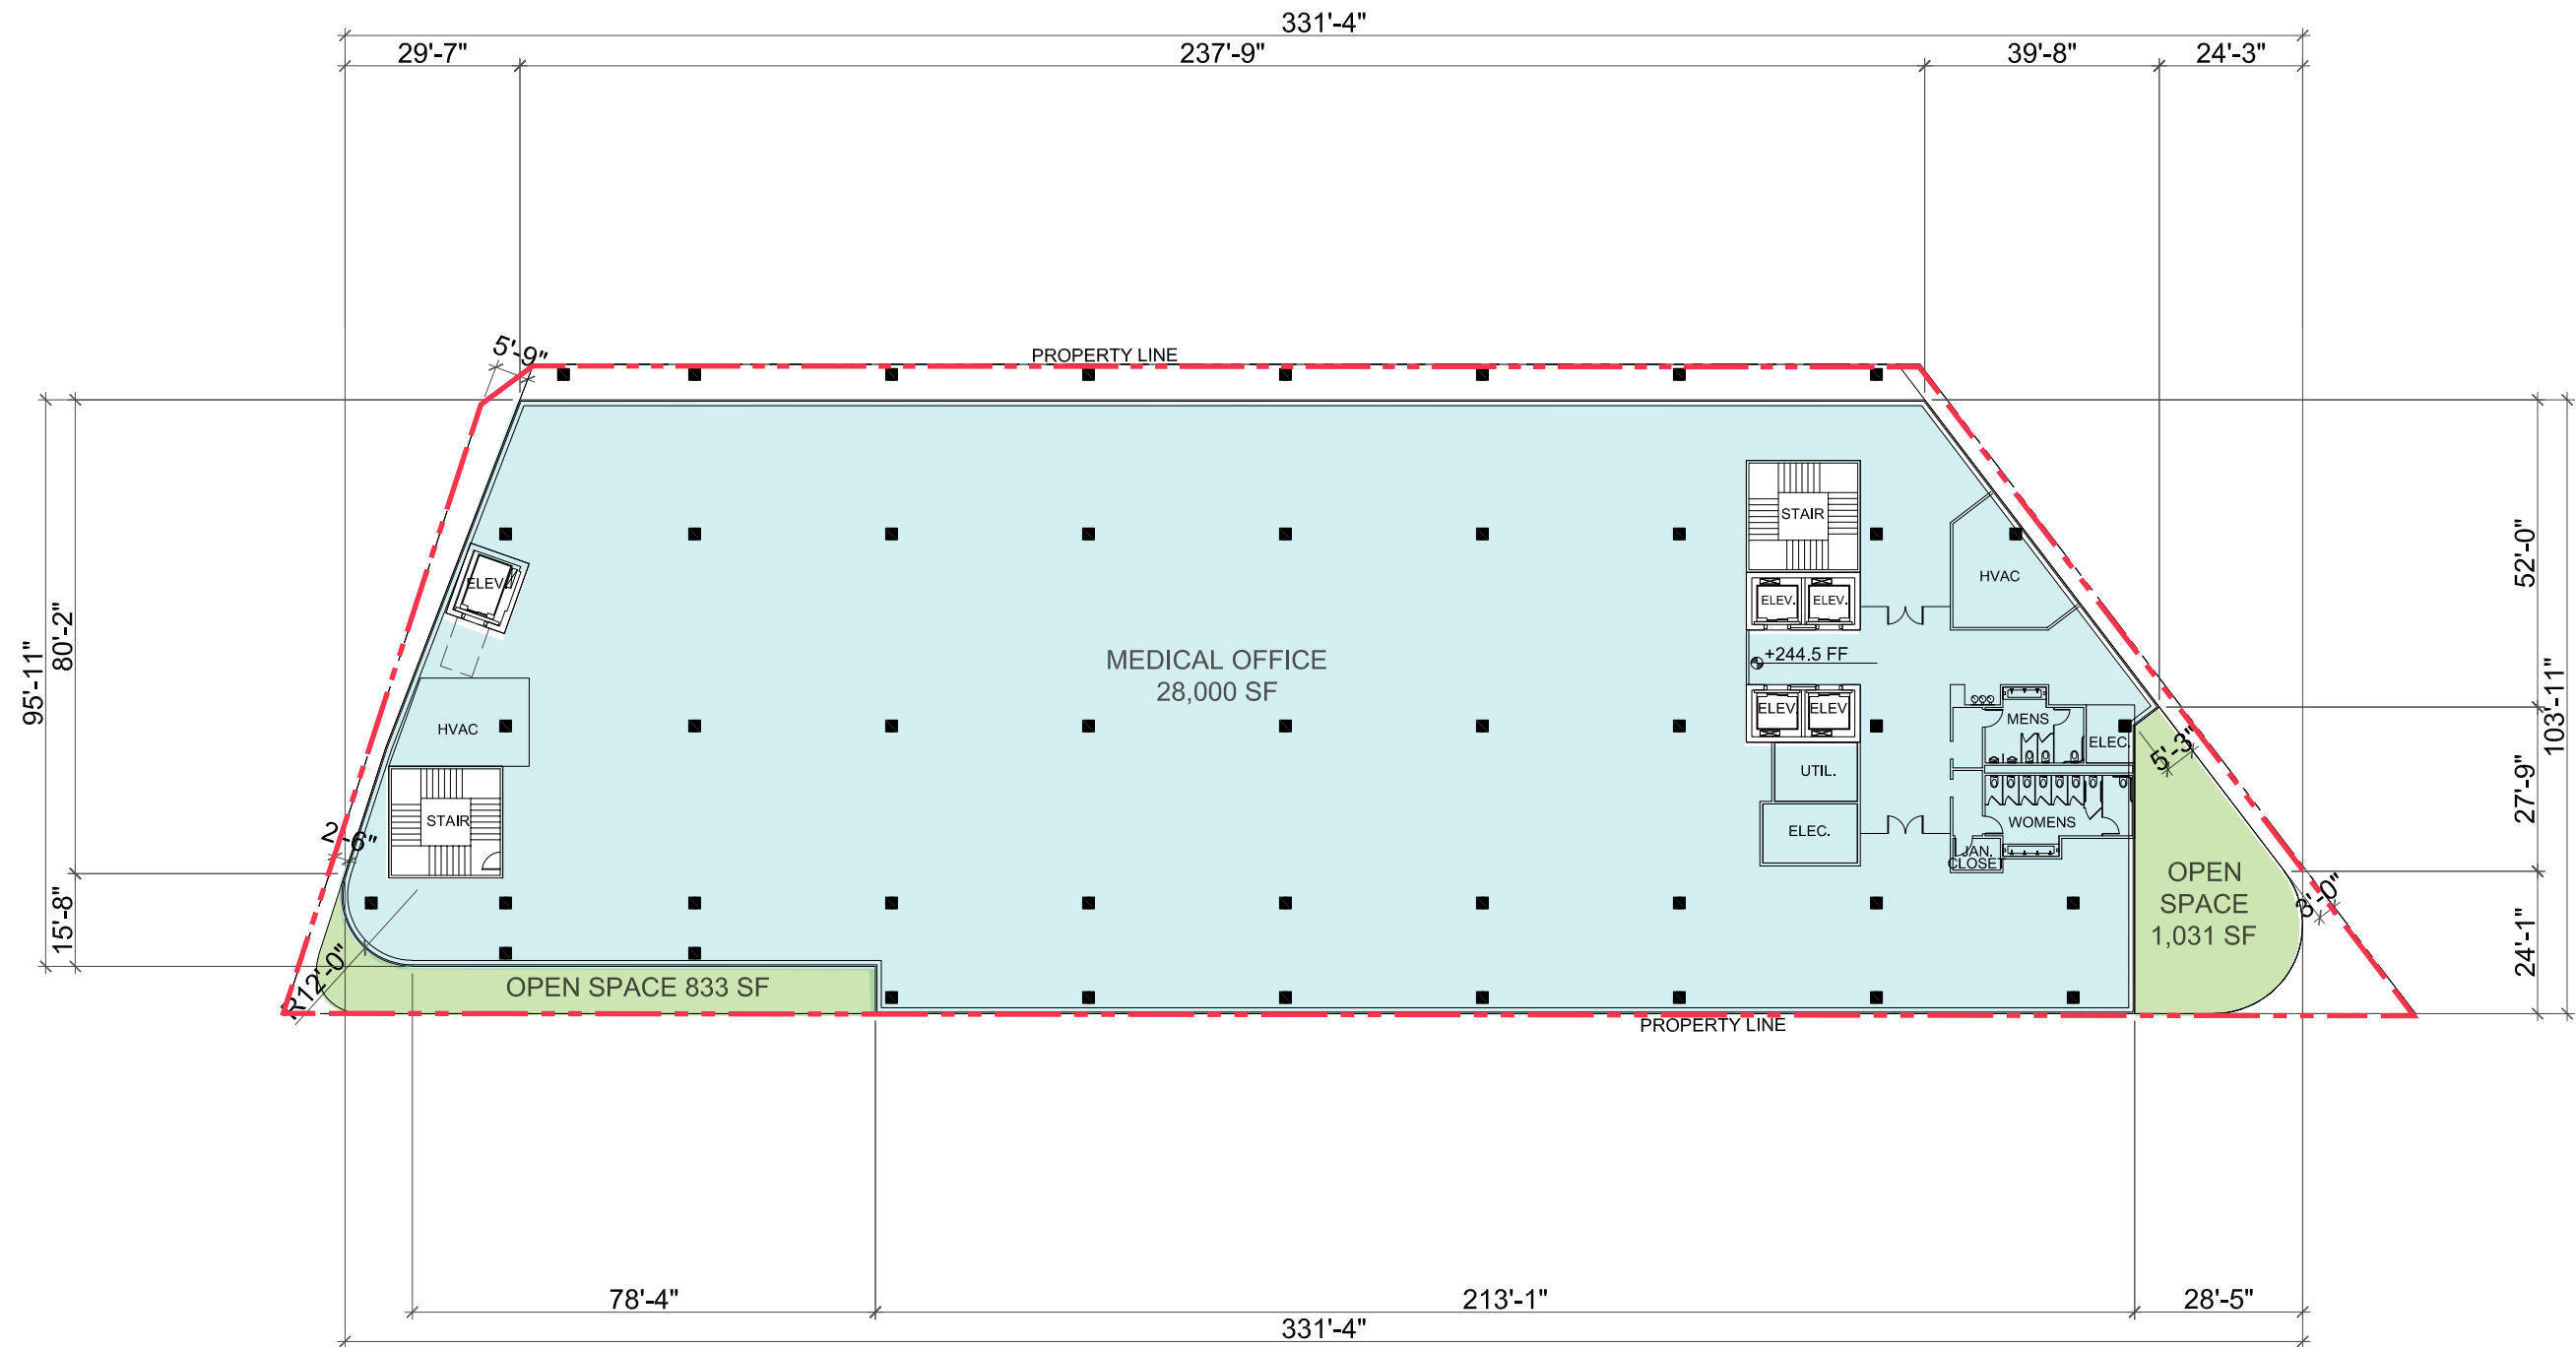 331'-4"
29'-7"
237'-9"
39'-8"
24'-3"
5'-9"
PROPERTY LINE
STAIR
ELEV.
HVAC
ELEV.
ELEV.
52'-0"
80'-2"
95'-11"
MEDICAL OFFICE
28,000 SF
+244.5 FF
103'-11"
ELEV.
ELEV.
HVAC
MENS
ELEC.
5'-3"
UTIL.
27'-9"
STAIR
2'-6"
ELEC.
WOMENS
JAN.
CLOSET
OPEN
SPACE
1,031 SF
3'-0"
15'-8"
24'-1"
R12'-0"
OPEN SPACE 833 SF
PROPERTY LINE
78'-4"
213'-1"
28'-5"
331'-4"